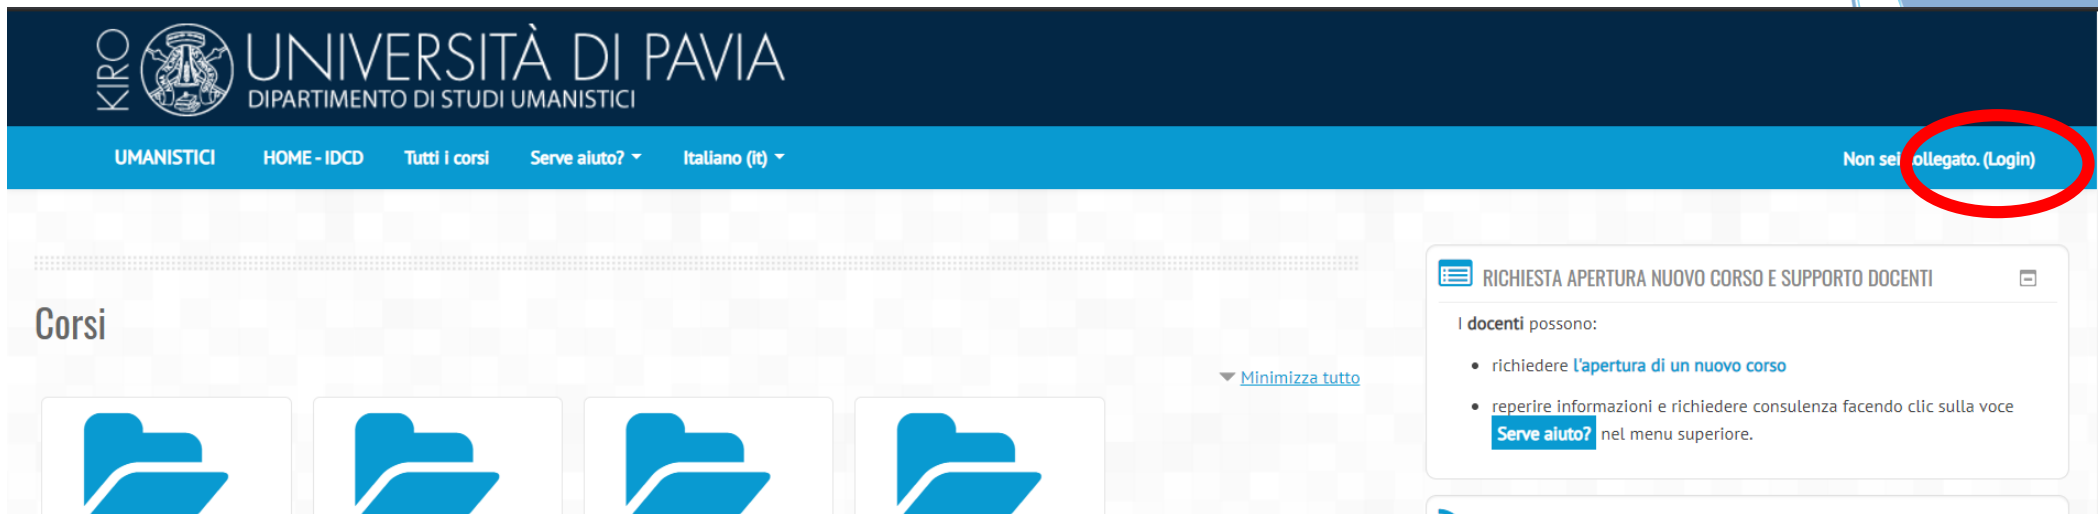 KIRO
UNIVERSITÀ DI PAVIA
DIPARTIMENTO DI STUDI UMANISTICI
UMANISTICI HOME - IDCD Tutti i corsi Serve aiuto? Italiano (it) Non sei collegato. (Login)
RICHIESTA APERTURA NUOVO CORSO E SUPPORTO DOCENTI
Corsi
I docenti possono:
• richiedere l'apertura di un nuovo corso
Minimizza tutto
• reperire informazioni e richiedere consulenza facendo clic sulla voce
Serve aiuto? nel menu superiore.